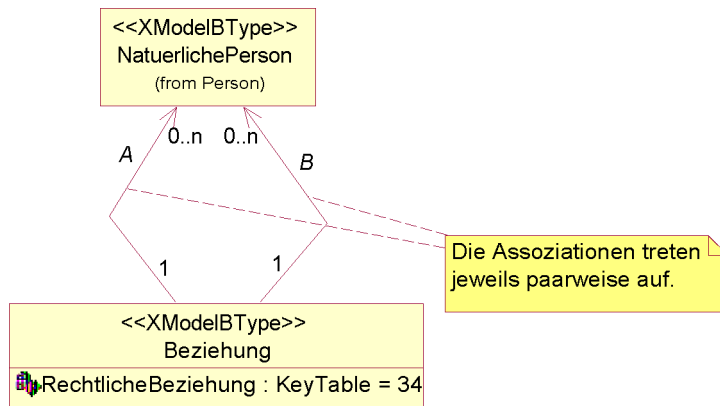 <<XModelBType>>
NatuerlichePerson
(from Person)
0..n
0..n
A
B
Die Assoziationen treten
jeweils paarweise auf.
1
1
<<XModelBType>>
Beziehung
RechtlicheBeziehung : KeyTable = 34